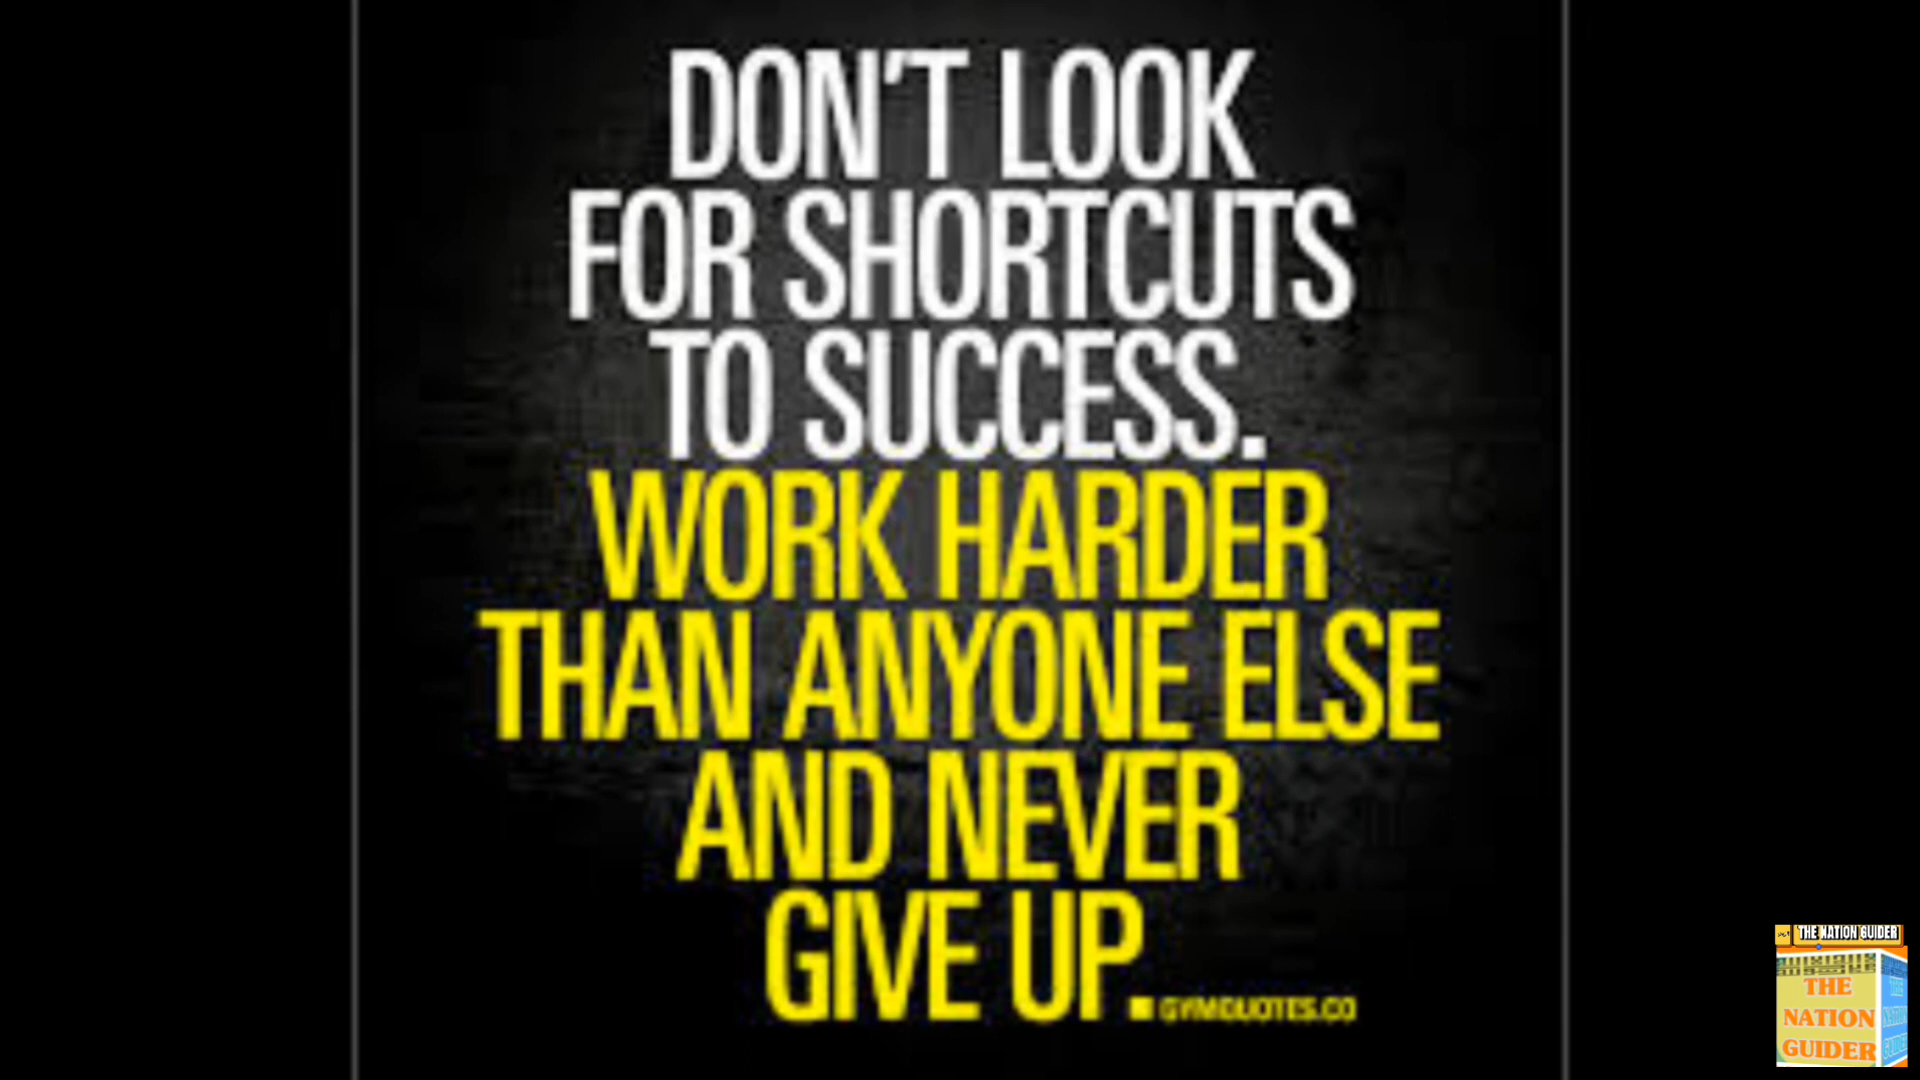 DON'T LOOK
FOR SHORTCUTS
TO SUCCESS.
WORK HARDER
THAN ANYONE ELSE
AND NEVER
GIVE UP.
GYMQUOTES.CO
THE NATION GUIDER
THE
NATION
GUIDER